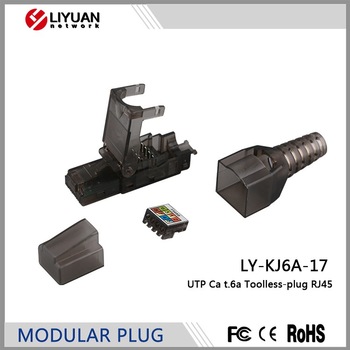 LIYUAN
network
LY-KJ6A-17
UTP Ca t.6a Toolless-plug RJ45
MODULAR PLUG
FC CE RoHS